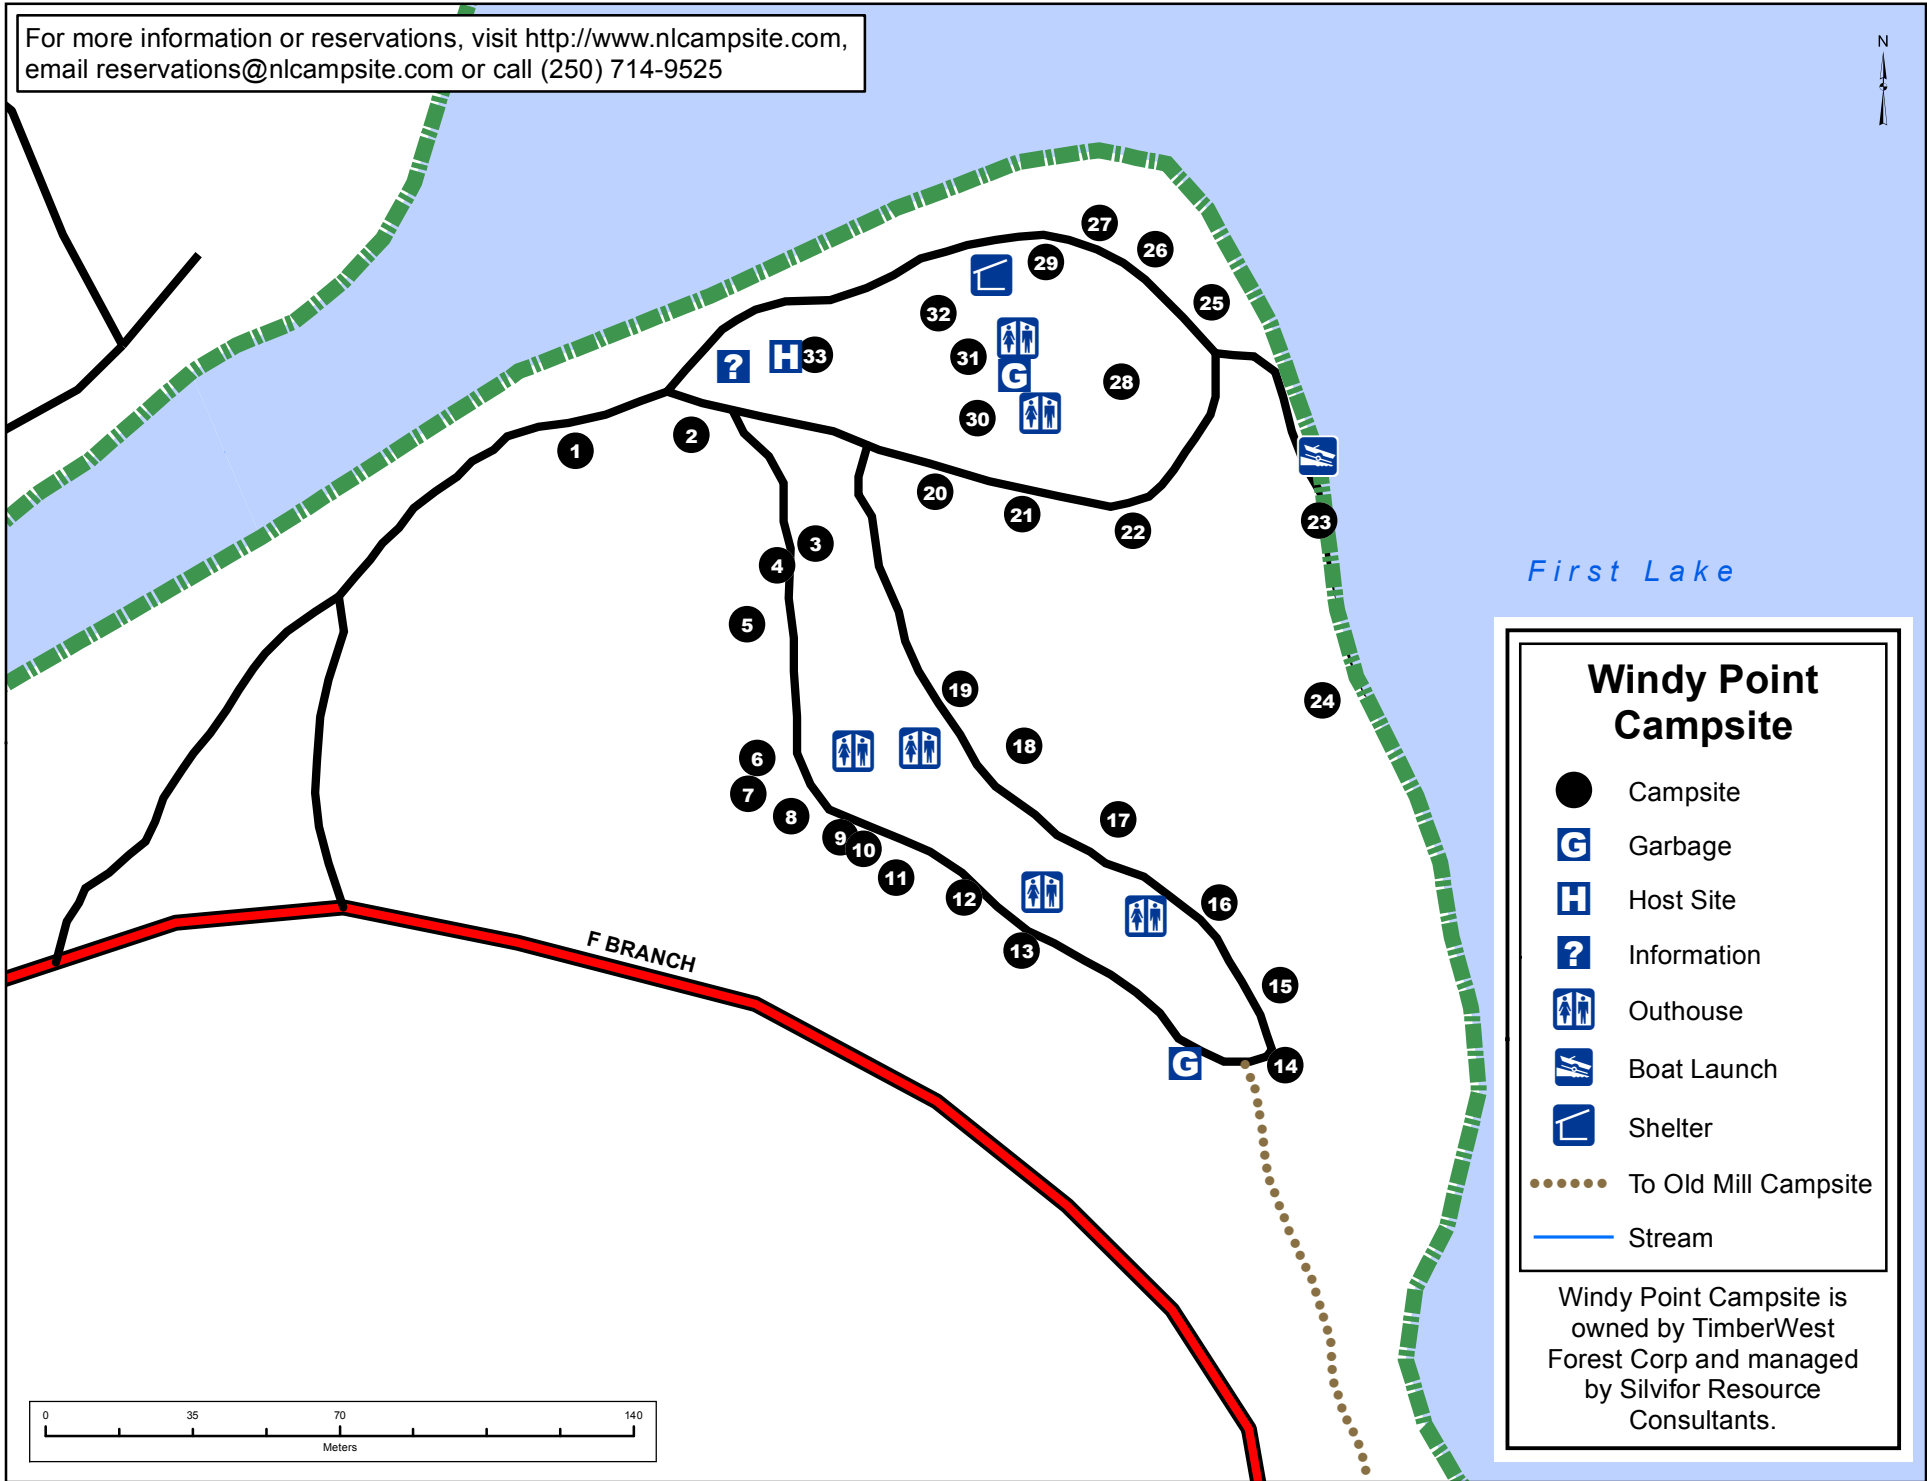 For more information or reservations, visit http://www.nlcampsite.com,
email reservations@nlcampsite.com or call (250) 714-9525
N
27
26
29
25
32
33
H
?
31
G
28
30
2
1
20
21
22
23
3
4
5
First Lake
19
24
18
6
7
8
17
9
10
11
12
16
13
F BRANCH
15
G
14
Windy Point
Campsite
Campsite
G Garbage
H Host Site
? Information
Outhouse
Boat Launch
Shelter
To Old Mill Campsite
Stream
Windy Point Campsite is
owned by TimberWest
Forest Corp and managed
by Silvifor Resource
Consultants.
0 35 70 140
Meters